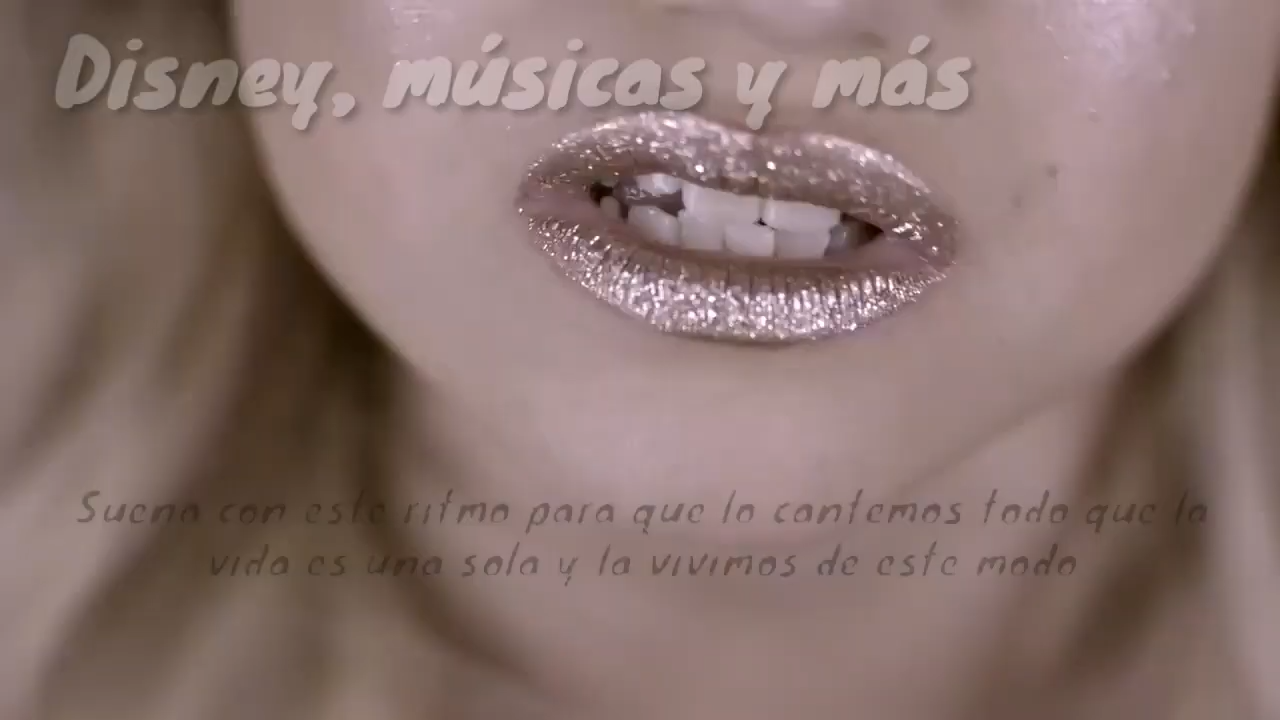 Disney, músicas y más
Suena con este ritmo para que lo cantemos todo que la
vida es una sola y la vivimos de este modo